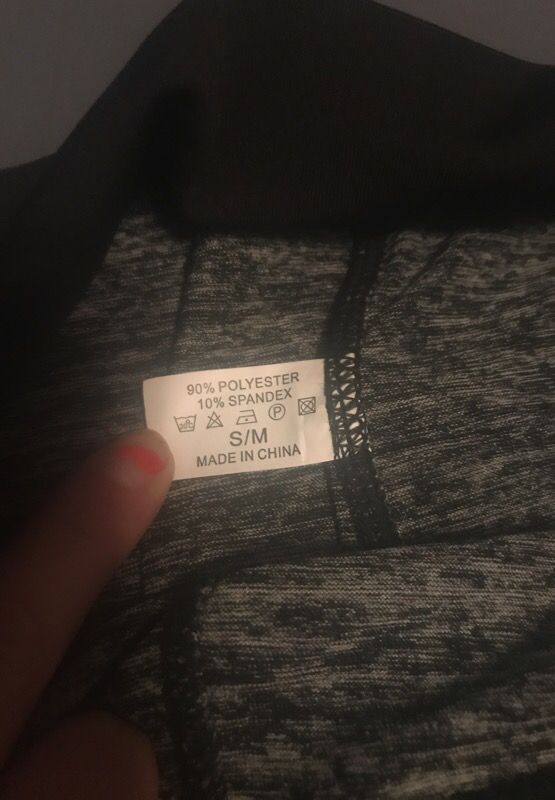 90% POLYESTER
10% SPANDEX
P
S/M
MADE IN CHINA